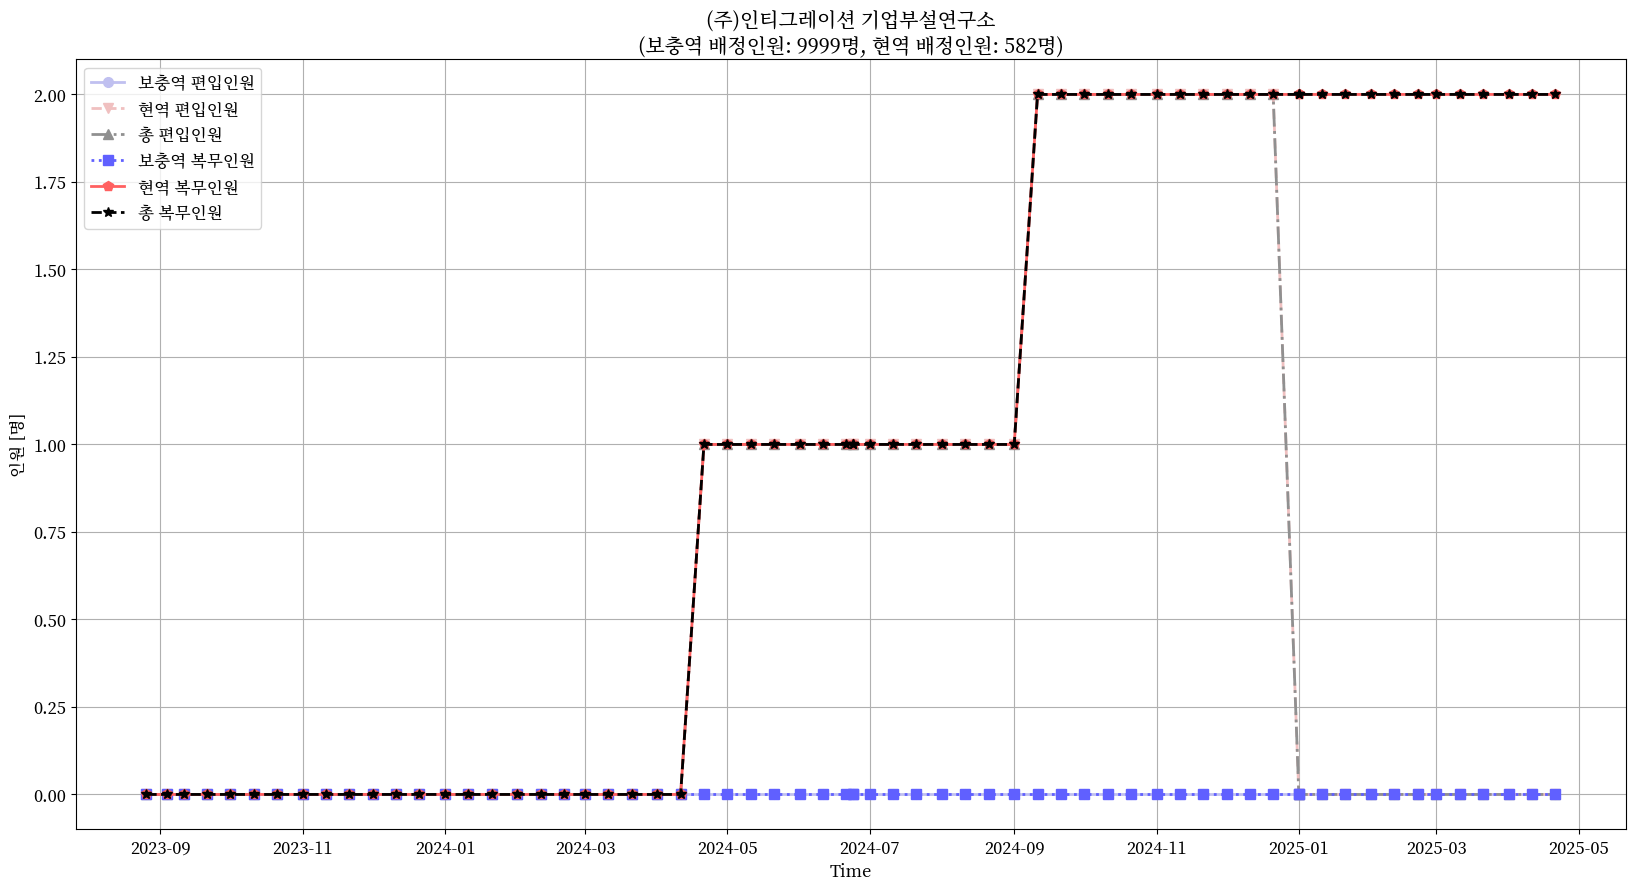 (주)인티그레이션 기업부설연구소
(보충역 배정인원: 9999명, 현역 배정인원: 582명)
보충역 편입인원
현역 편입인원
총 편입인원
보충역 복무인원
현역 복무인원
총 복무인원
인원 [명]
2.00
1.75
1.50
1.25
1.00
0.75
0.50
0.25
0.00
2023-09
2023-11
2024-01
2024-03
2024-05
2024-07
2024-09
2024-11
2025-01
2025-03
2025-05
Time